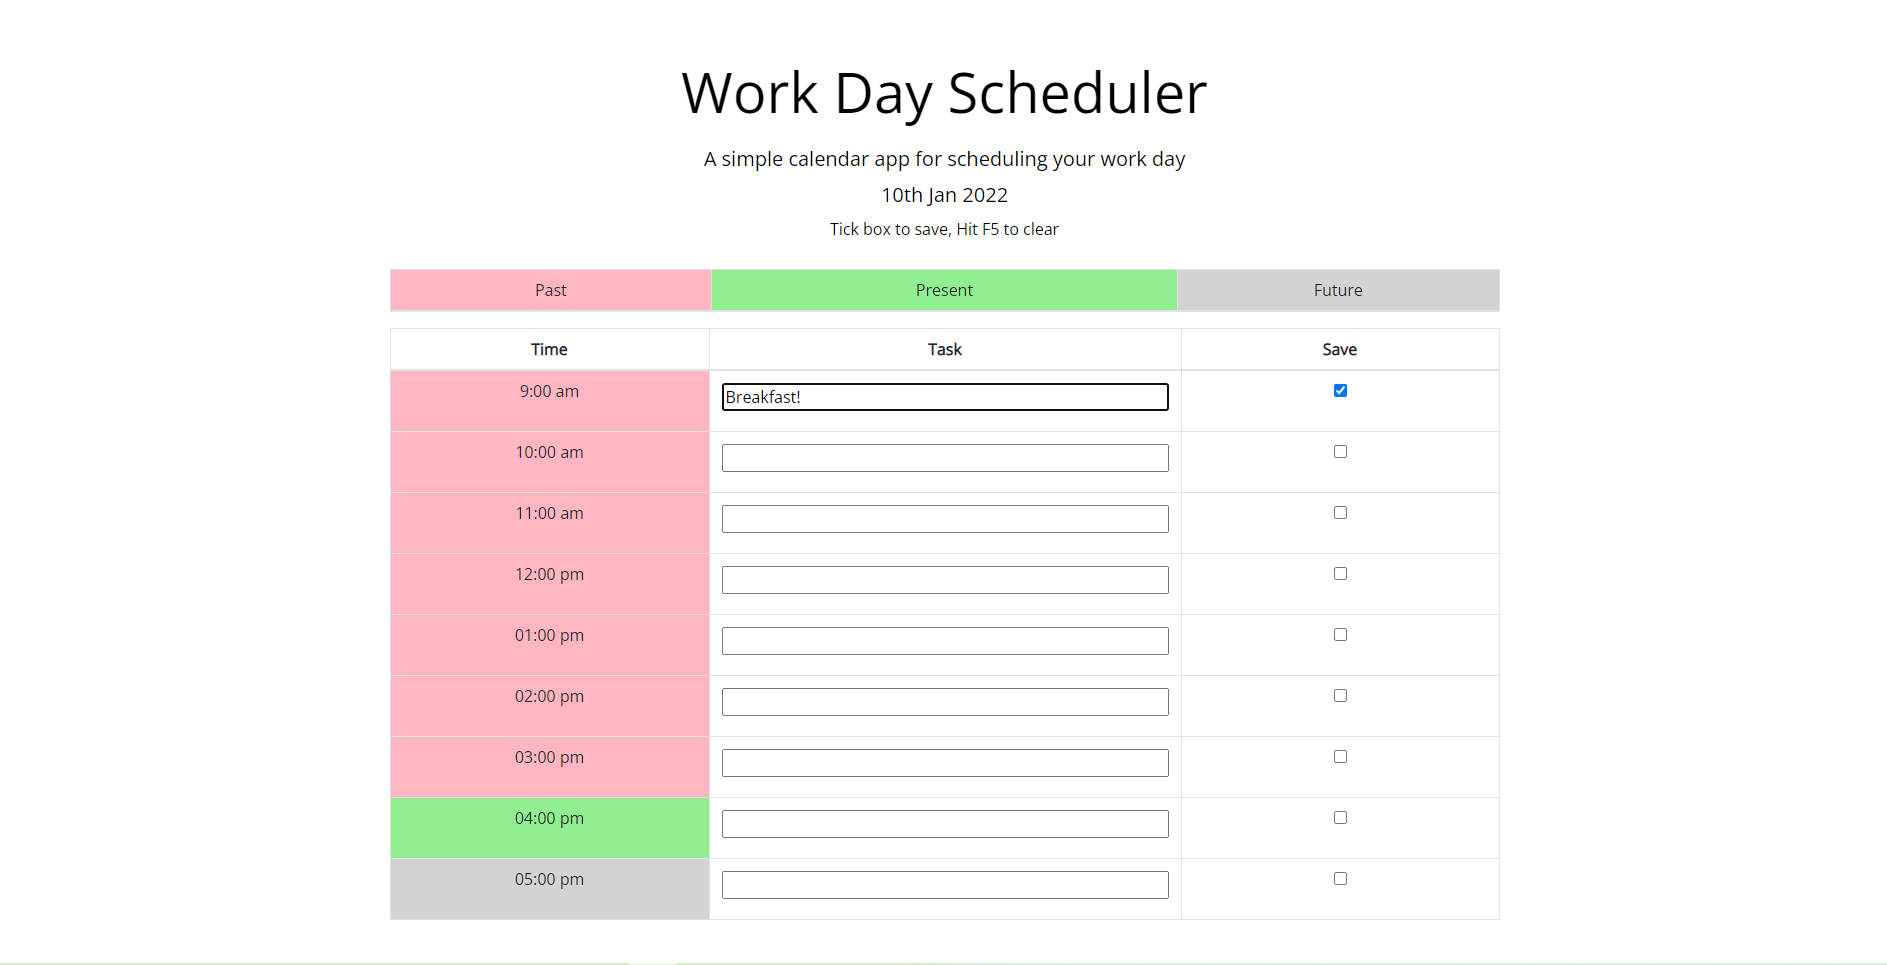 Work Day Scheduler
A simple calendar app for scheduling your work day
10th Jan 2022
Tick box to save, Hit F5 to clear
Past Present Future
Time Task Save
9:00 am Breakfast!
10:00 am
11:00 am
12:00 pm
01:00 pm
02:00 pm
03:00 pm
04:00 pm
05:00 pm